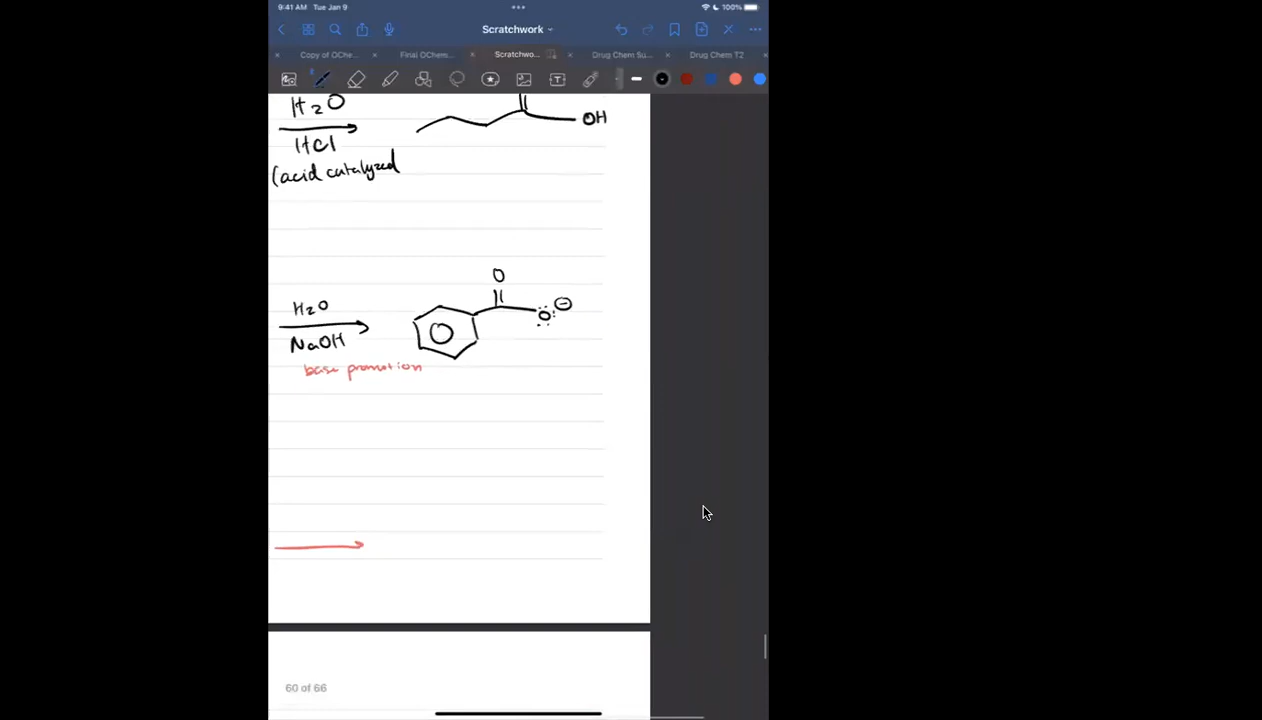 9:41 AM Tue Jan 9
100%
Scratchwork
Copy of OChe...
Final OChem...
Scratchwo...
Drug Chem Su...
Drug Chem T2
H2O
HCl
(acid catalyzed
OH
H2O
NaOH
base promotion
O
O
60 of 66